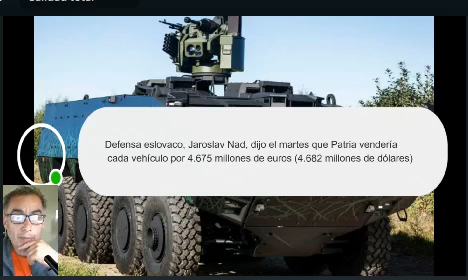 Defensa eslovaco, Jaroslav Nad, dijo el martes que Patria vendería
cada vehículo por 4.675 millones de euros (4.682 millones de dólares)